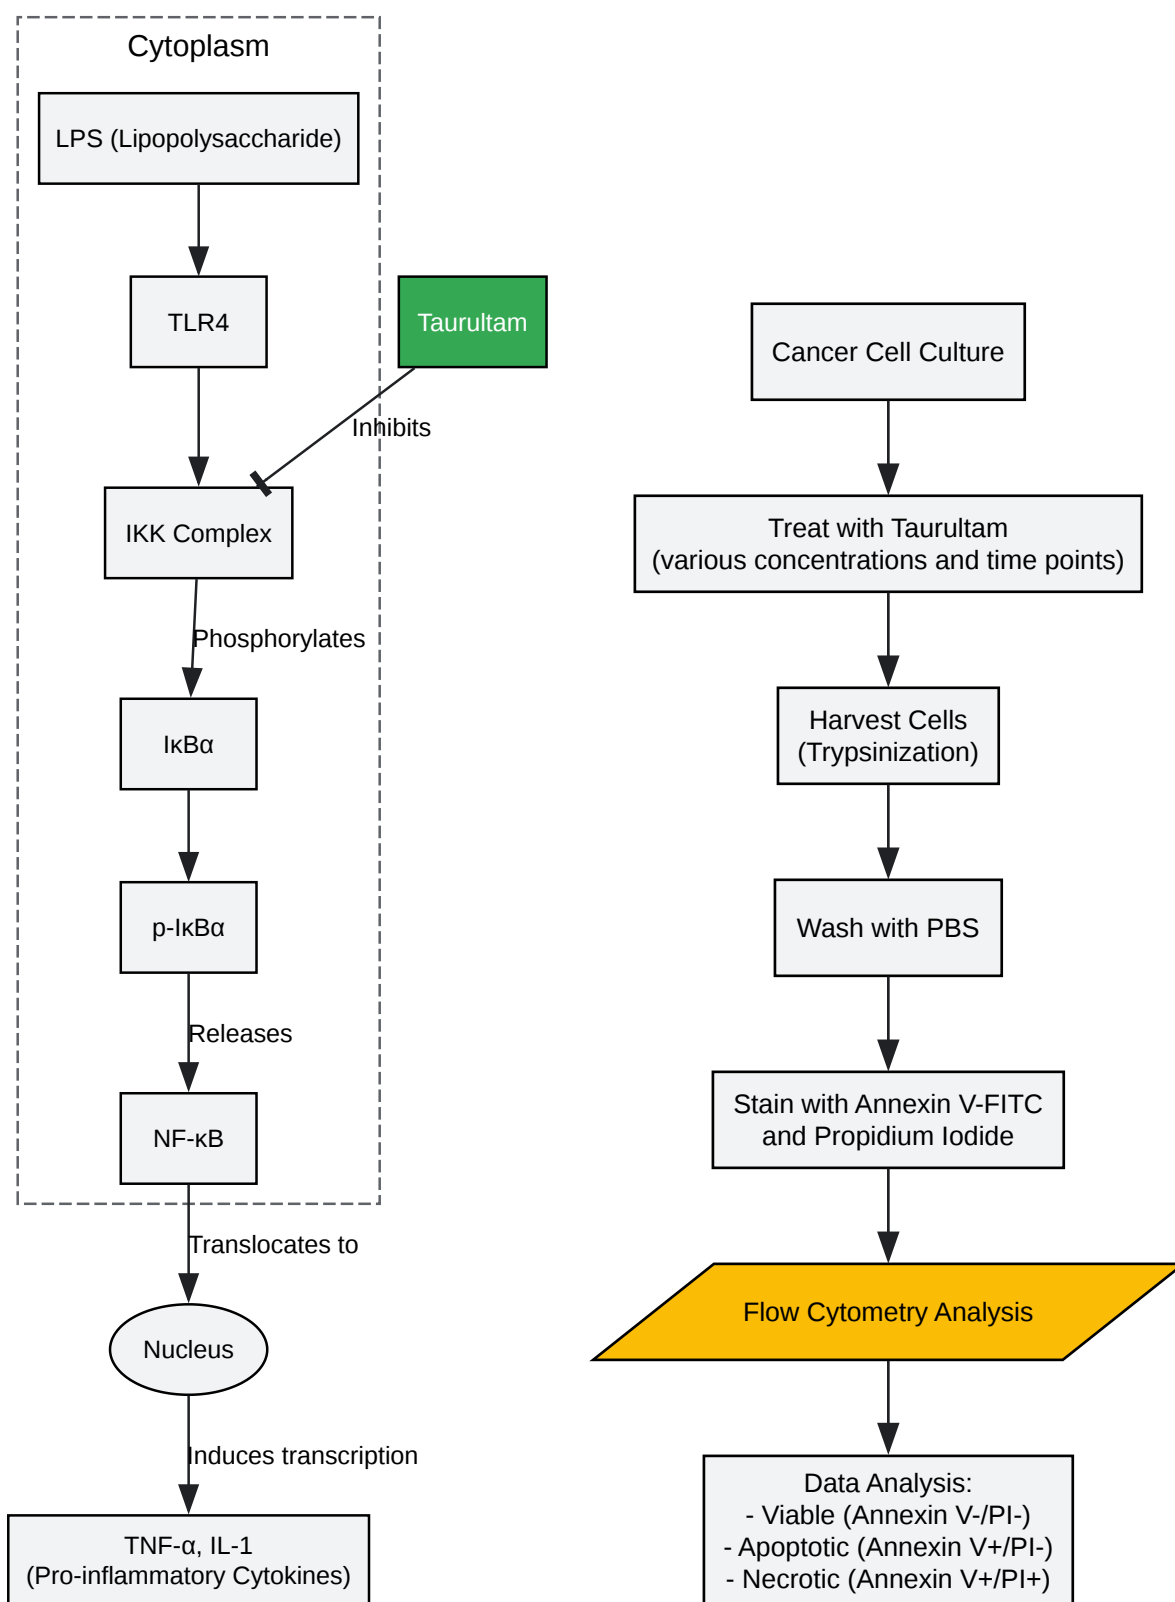 Cytoplasm
LPS (Lipopolysaccharide)
TLR4
Taurultam
Inhibits
IKK Complex
Phosphorylates
IκBα
p-IκBα
Releases
NF-κB
Translocates to
Nucleus
Induces transcription
TNF-α, IL-1
(Pro-inflammatory Cytokines)
Cancer Cell Culture
Treat with Taurultam
(various concentrations and time points)
Harvest Cells
(Trypsinization)
Wash with PBS
Stain with Annexin V-FITC
and Propidium Iodide
Flow Cytometry Analysis
Data Analysis:
- Viable (Annexin V-/PI-)
- Apoptotic (Annexin V+/PI-)
- Necrotic (Annexin V+/PI+)